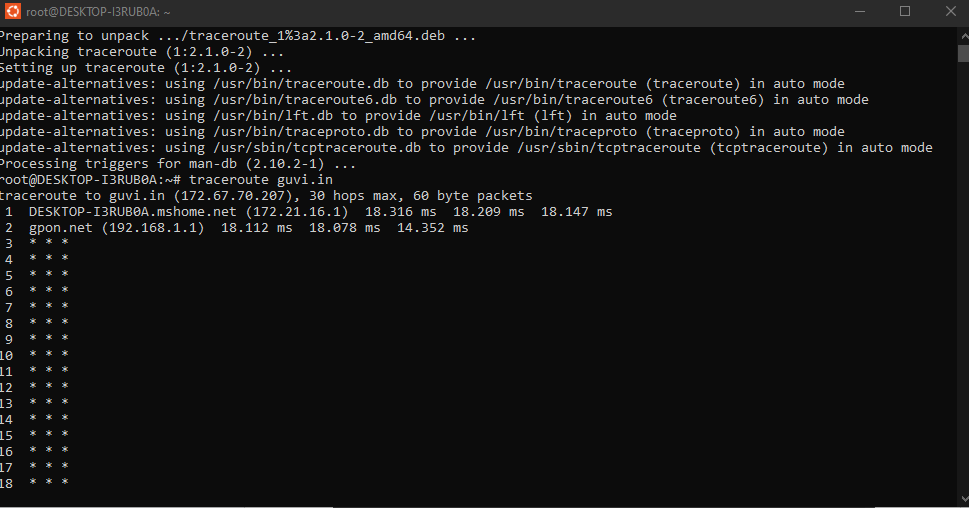 root@DESKTOP-I3RUB0A: ~
Preparing to unpack .../traceroute_1%3a2.1.0-2_amd64.deb ...
Unpacking traceroute (1:2.1.0-2) ...
Setting up traceroute (1:2.1.0-2) ...
update-alternatives: using /usr/bin/traceroute.db to provide /usr/bin/traceroute (traceroute) in auto mode
update-alternatives: using /usr/bin/traceroute6.db to provide /usr/bin/traceroute6 (traceroute6) in auto mode
update-alternatives: using /usr/bin/lft.db to provide /usr/bin/lft (lft) in auto mode
update-alternatives: using /usr/bin/traceproto.db to provide /usr/bin/traceproto (traceproto) in auto mode
update-alternatives: using /usr/sbin/tcptraceroute.db to provide /usr/sbin/tcptraceroute (tcptraceroute) in auto mode
Processing triggers for man-db (2.10.2-1) ...
root@DESKTOP-I3RUB0A:~# traceroute guvi.in
traceroute to guvi.in (172.67.70.207), 30 hops max, 60 byte packets
 1  DESKTOP-I3RUB0A.mshome.net (172.21.16.1)  18.316 ms  18.209 ms  18.147 ms
 2  gpon.net (192.168.1.1)  18.112 ms  18.078 ms  14.352 ms
 3  * * *
 4  * * *
 5  * * *
 6  * * *
 7  * * *
 8  * * *
 9  * * *
10  * * *
11  * * *
12  * * *
13  * * *
14  * * *
15  * * *
16  * * *
17  * * *
18  * * *